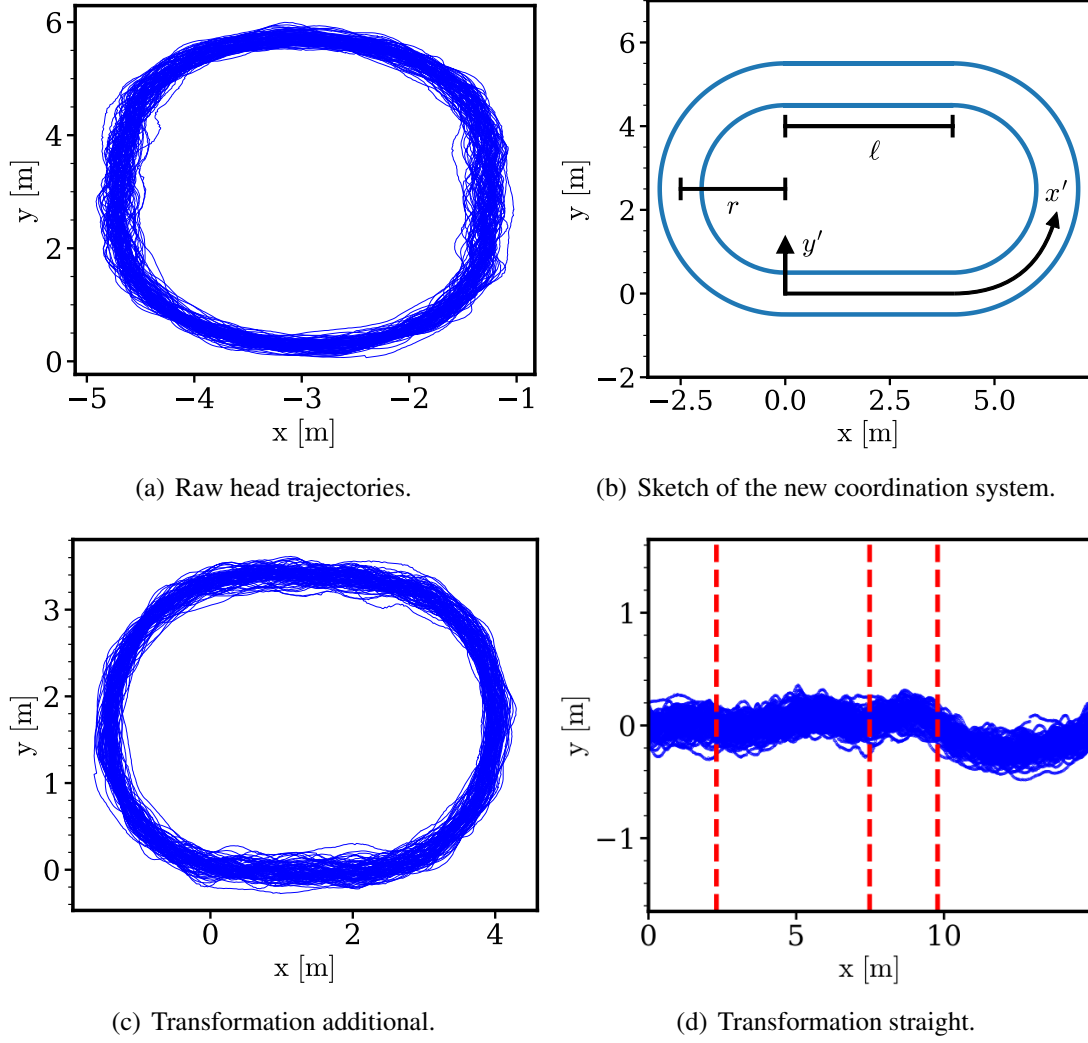 6
4
2
0
y [m]
−5
−4
−3
−2
−1
x [m]
(a) Raw head trajectories.
6
4
2
0
−2
y [m]
ℓ
r
x′
y′
−2.5
0.0
2.5
5.0
x [m]
(b) Sketch of the new coordination system.
3
2
1
0
y [m]
0
2
4
x [m]
(c) Transformation additional.
1
0
−1
y [m]
0
5
10
x [m]
(d) Transformation straight.